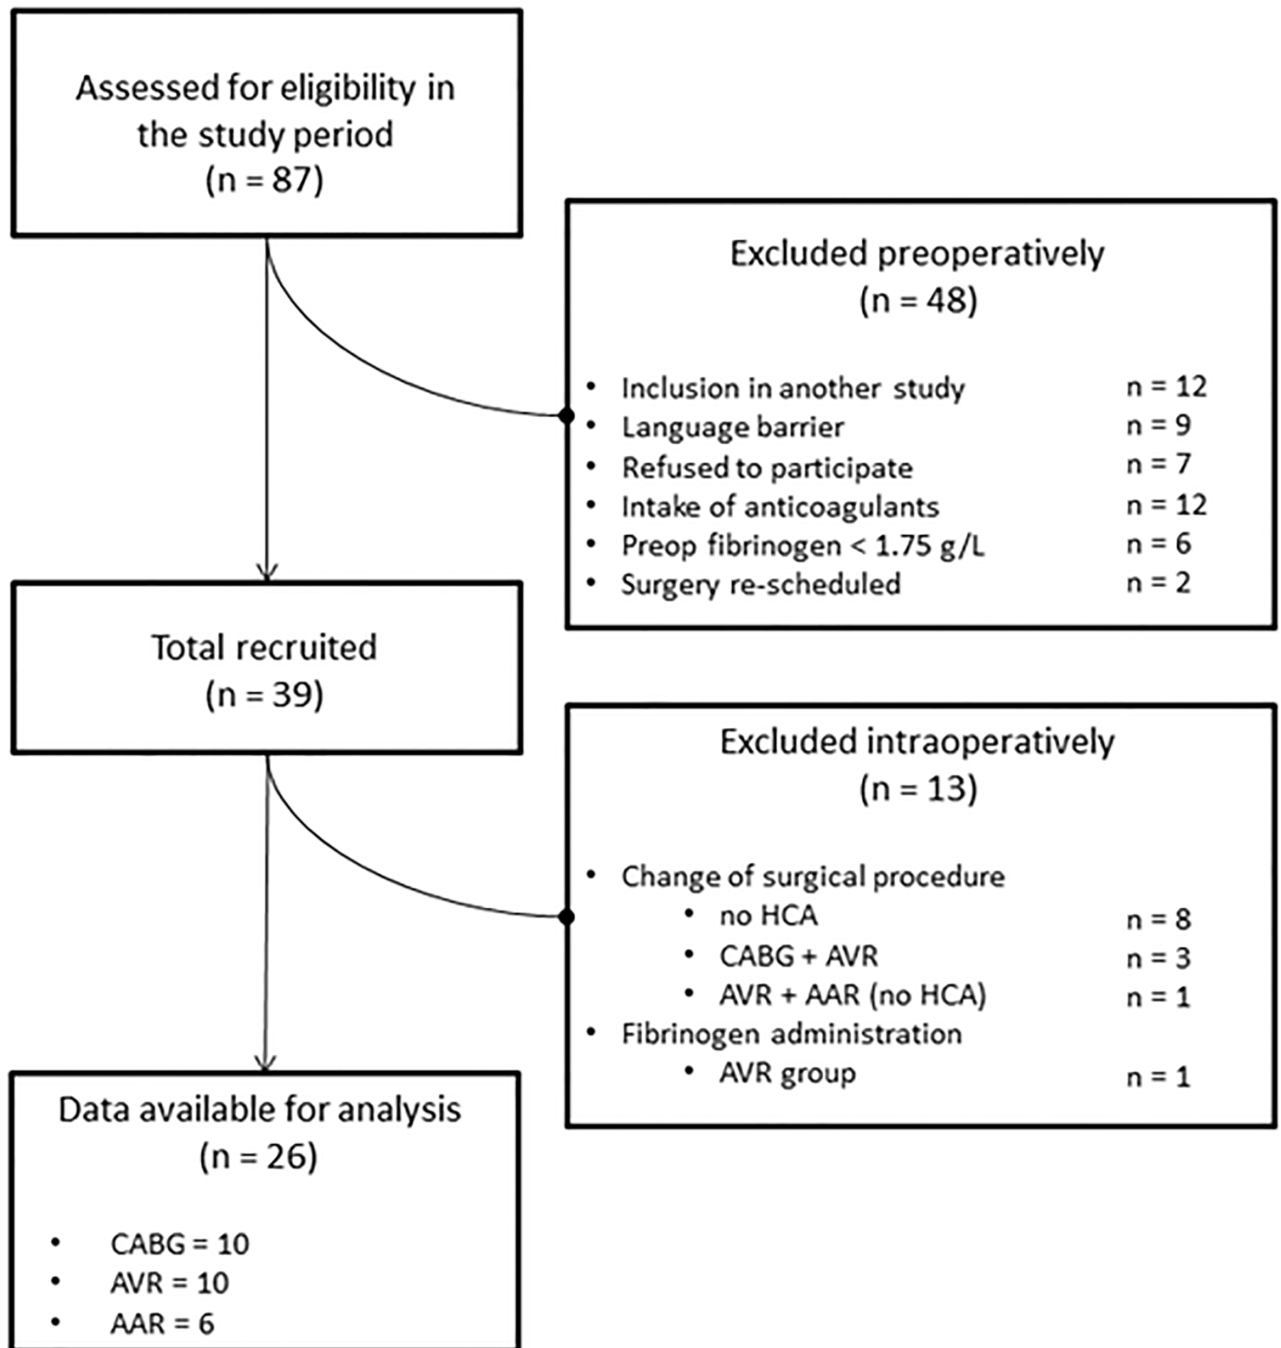 Assessed for eligibility in
the study period
(n = 87)
Excluded preoperatively
(n = 48)
• Inclusion in another study n = 12
• Language barrier n = 9
• Refused to participate n = 7
• Intake of anticoagulants n = 12
• Preop fibrinogen < 1.75 g/L n = 6
• Surgery re-scheduled n = 2
Total recruited
(n = 39)
Excluded intraoperatively
(n = 13)
• Change of surgical procedure
• no HCA n = 8
• CABG + AVR n = 3
• AVR + AAR (no HCA) n = 1
• Fibrinogen administration
• AVR group n = 1
Data available for analysis
(n = 26)
• CABG = 10
• AVR = 10
• AAR = 6